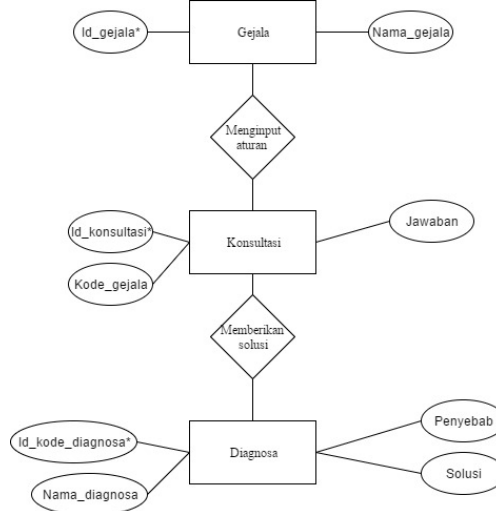 Id_gejala*
Gejala
Nama_gejala
Menginput
aturan
Id_konsultasi*
Konsultasi
Jawaban
Kode_gejala
Memberikan
solusi
Id_kode_diagnosa*
Diagnosa
Penyebab
Nama_diagnosa
Solusi